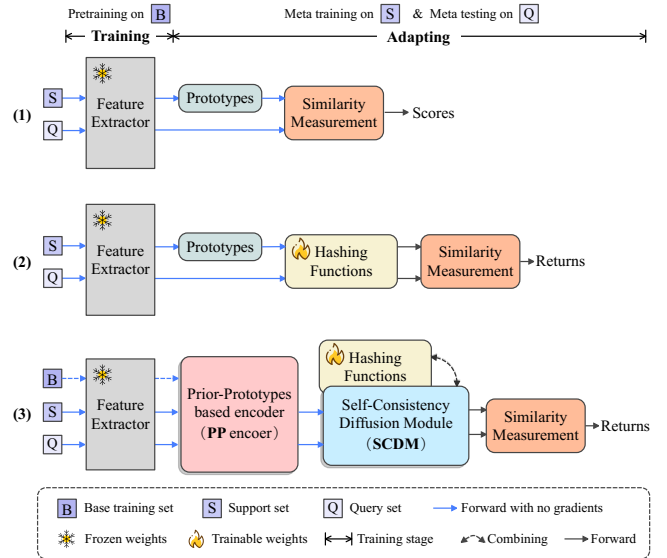 Pretraining on B
Meta training on S & Meta testing on Q
Training
Adapting
(1)
S
Q
Feature
Extractor
Prototypes
Similarity
Measurement
Scores
(2)
S
Q
Feature
Extractor
Prototypes
Hashing
Functions
Similarity
Measurement
Returns
(3)
B
S
Q
Feature
Extractor
Prior-Prototypes
based encoder
(PP encoer)
Hashing
Functions
Self-Consistency
Diffusion Module
(SCDM)
Similarity
Measurement
Returns
B Base training set
S Support set
Q Query set
Forward with no gradients
Frozen weights
Trainable weights
Training stage
Combining
Forward